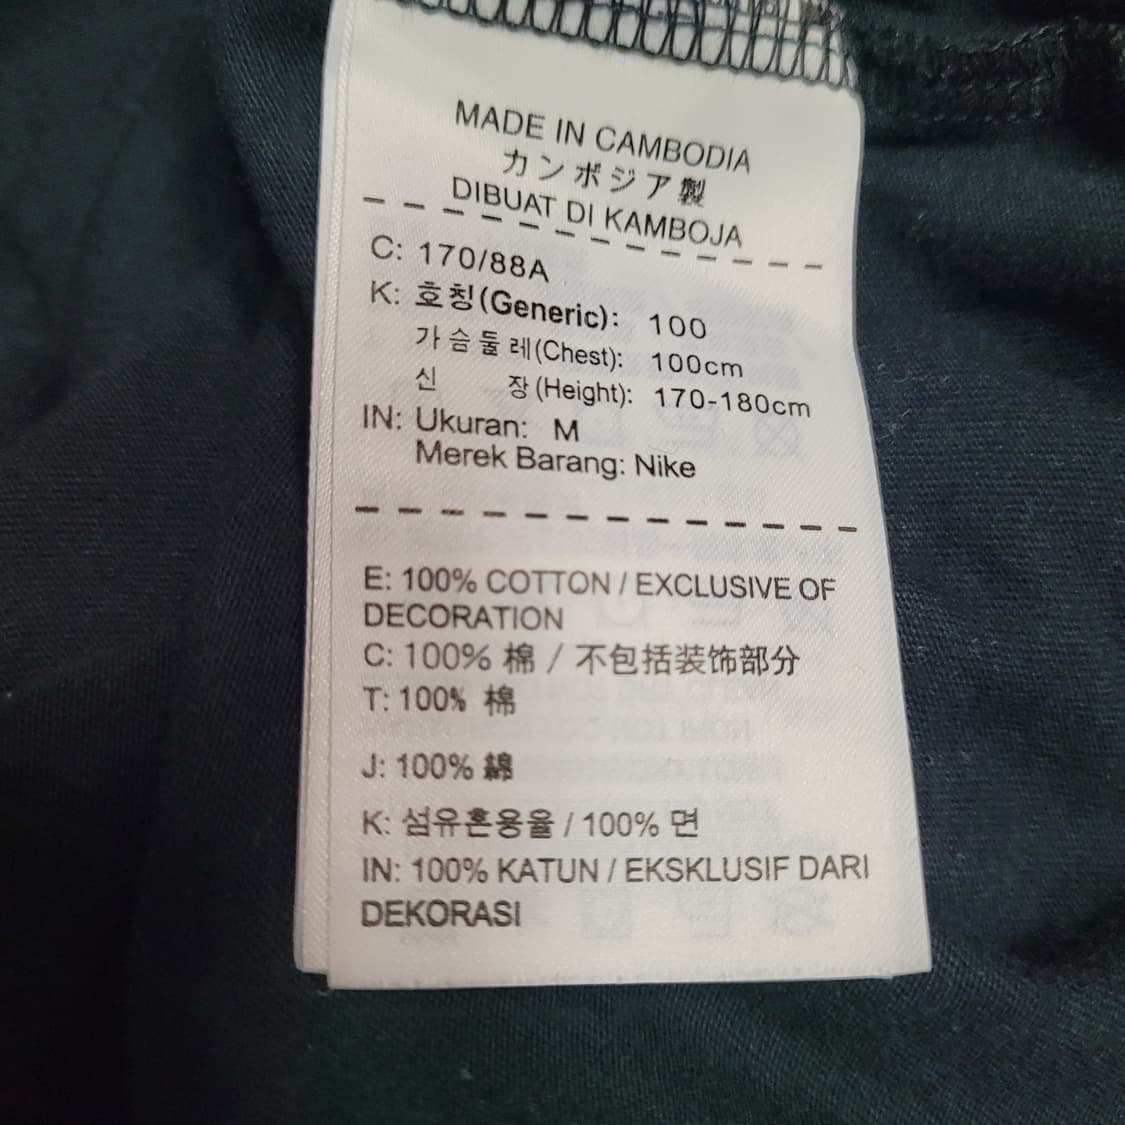 MADE IN CAMBODIA
カンボジア製
DIBUAT DI KAMBOJA
C: 170/88A
K: 호칭(Generic): 100
가슴둘레(Chest): 100cm
신 장(Height): 170-180cm
IN: Ukuran: M
Merek Barang: Nike
E: 100% COTTON / EXCLUSIVE OF
DECORATION
C: 100% 棉 / 不包括装饰部分
T: 100% 棉
J: 100% 綿
K: 섬유혼용율 / 100% 면
IN: 100% KATUN / EKSKLUSIF DARI
DEKORASI